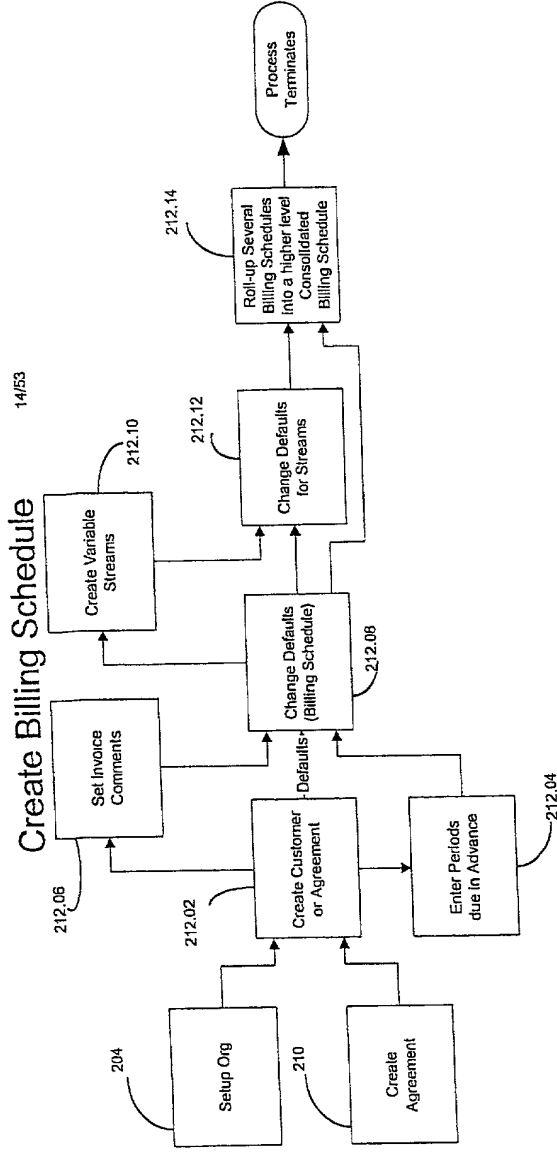 Create Billing Schedule
14/53
204
Setup Org
210
Create
Agreement
212.02
Create Customer
or Agreement
212.06
Set Invoice
Comments
212.04
Enter Periods
due In Advance
Defaults
212.08
Change Defaults
(Billing Schedule)
212.10
Create Variable
Streams
212.12
Change Defaults
for Streams
212.14
Roll-up Several
Billing Schedules
into a higher level
Consolidated
Billing Schedule
Process
Terminates